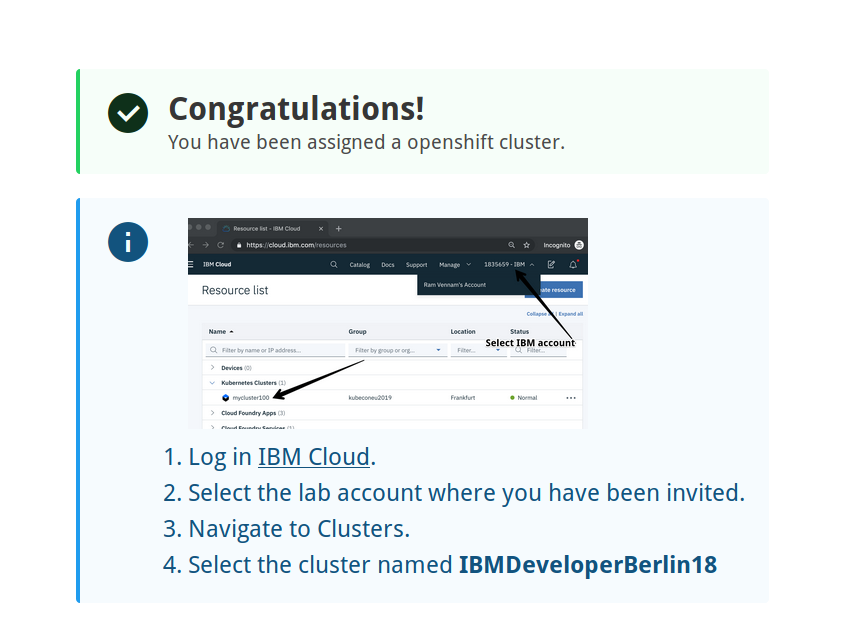 Congratulations!
You have been assigned a openshift cluster.
Resource list - IBM Cloud
https://cloud.ibm.com/resources
Incognito
IBM Cloud
Catalog
Docs
Support
Manage
1835659 - IBM
Ram Vennam's Account
Resource list
ate resource
Collapse all | Expand all
Name
Group
Location
Status
Select IBM account
Filter by name or IP address...
Filter by group or org...
Filter...
Filter...
Devices (0)
Kubernetes Clusters (1)
mycluster100
kubeconeu2019
Frankfurt
Normal
Cloud Foundry Apps (3)
Cloud Foundry Services (1)
1. Log in IBM Cloud.
2. Select the lab account where you have been invited.
3. Navigate to Clusters.
4. Select the cluster named IBMDeveloperBerlin18